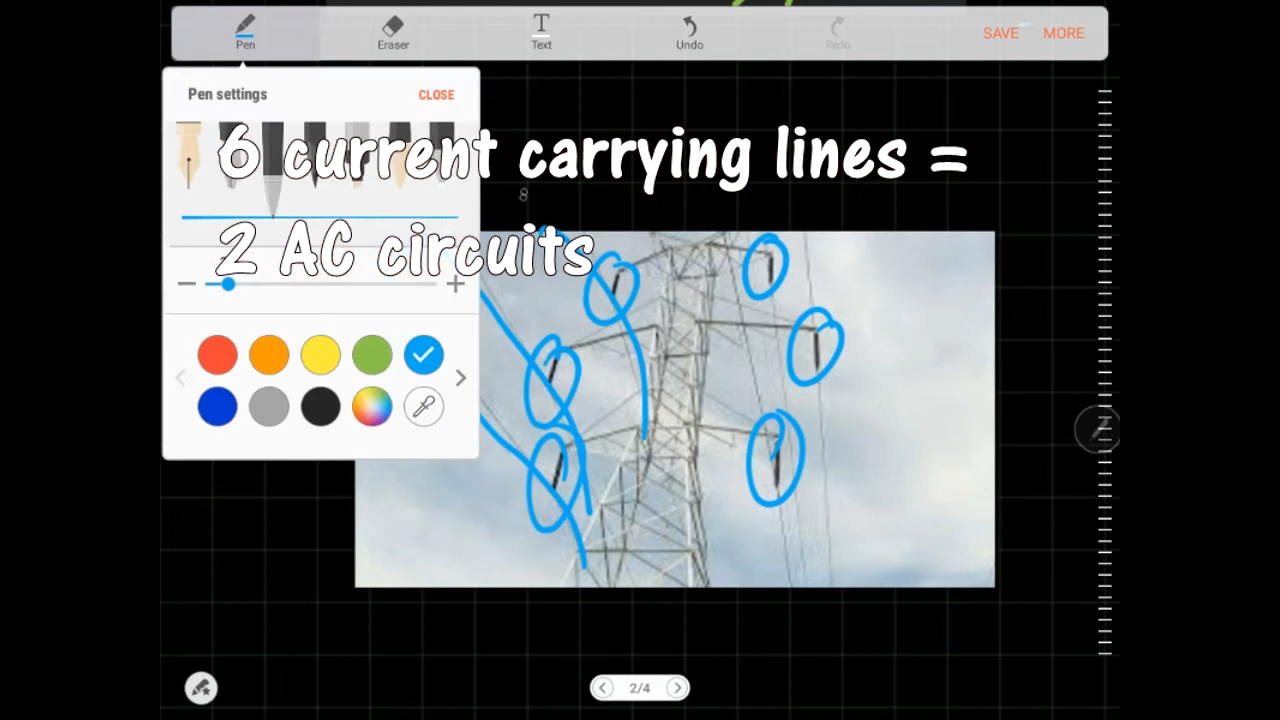 Pen
Eraser
Text
Undo
Redo
SAVE
MORE
Pen settings
CLOSE
6 current carrying lines =
2 AC circuits
8
2/4